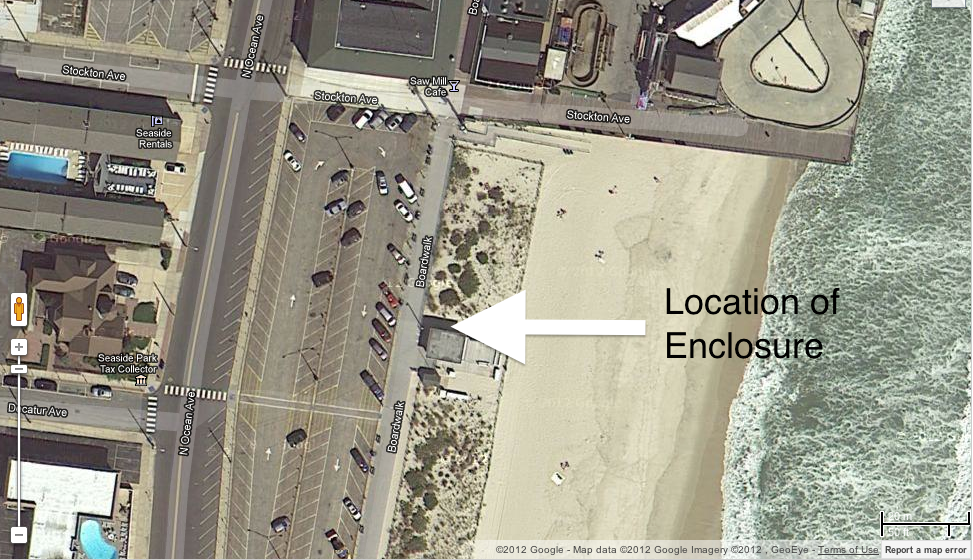 N Ocean Ave
Bo
Stockton Ave
Saw Mill
Cafe
Stockton Ave
Stockton Ave
Seaside
Rentals
Google
Boardwalk
Location of
Enclosure
Seaside Park
Tax Collector
Decatur Ave
N Ocean Ave
Boardwalk
©2012 Google - Map data ©2012 Google Imagery ©2012 , GeoEye - Terms of Use Report a map error